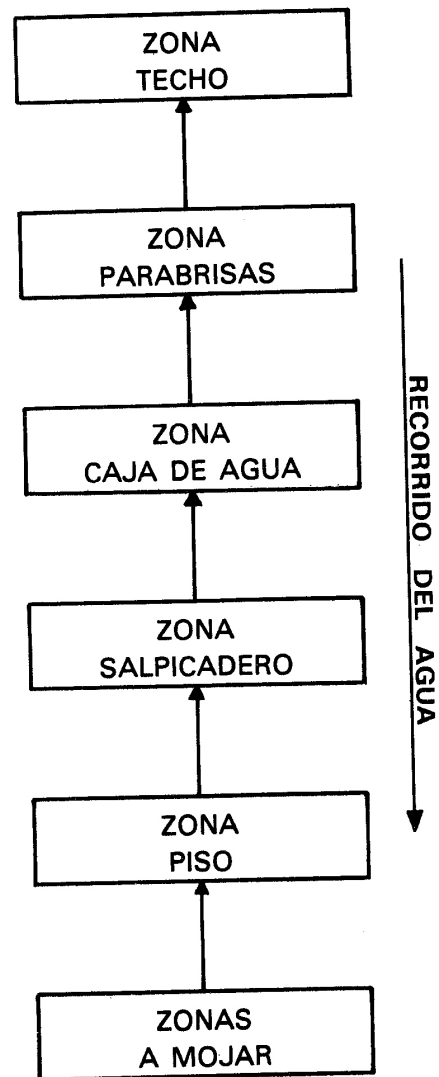 ZONA
TECHO
ZONA
PARABRISAS
ZONA
CAJA DE AGUA
ZONA
SALPICADERO
ZONA
PISO
ZONAS
A MOJAR
RECORRIDO DEL AGUA